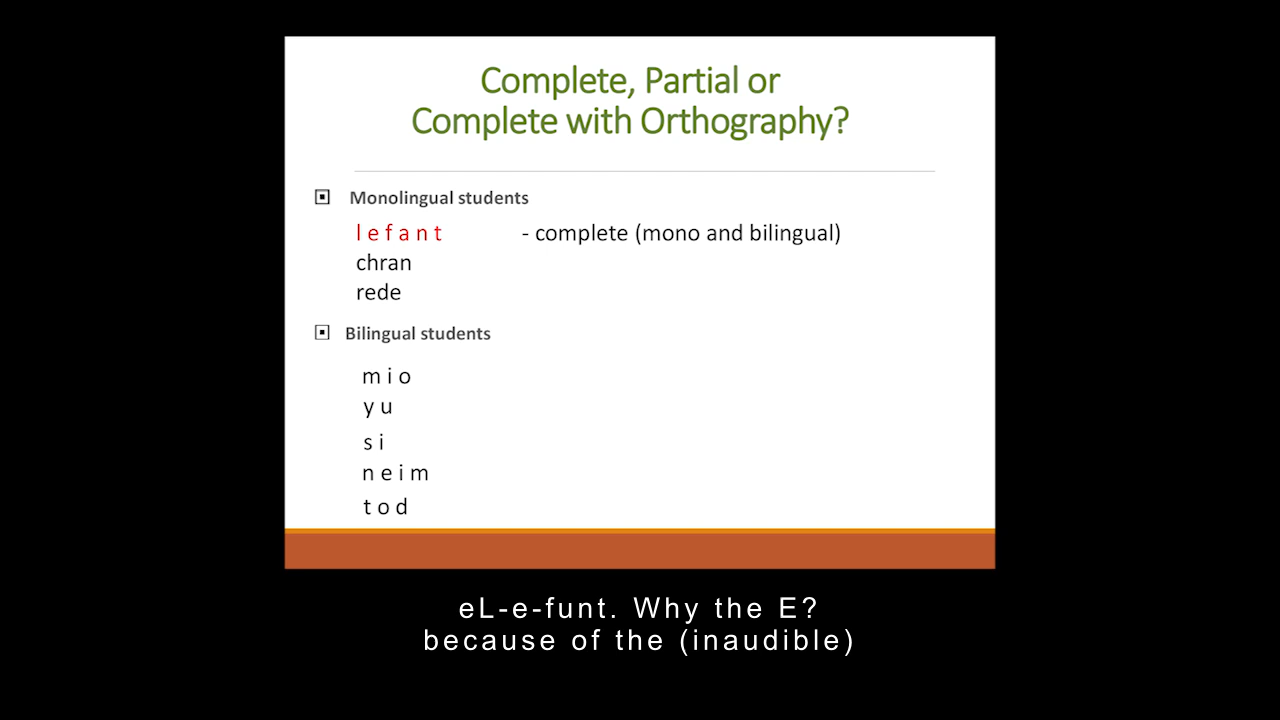 Complete, Partial or
Complete with Orthography?
Monolingual students
l e f a n t - complete (mono and bilingual)
chran
rede
Bilingual students
m i o
y u
s i
n e i m
t o d
eL-e-funt. Why the E?
because of the (inaudible)